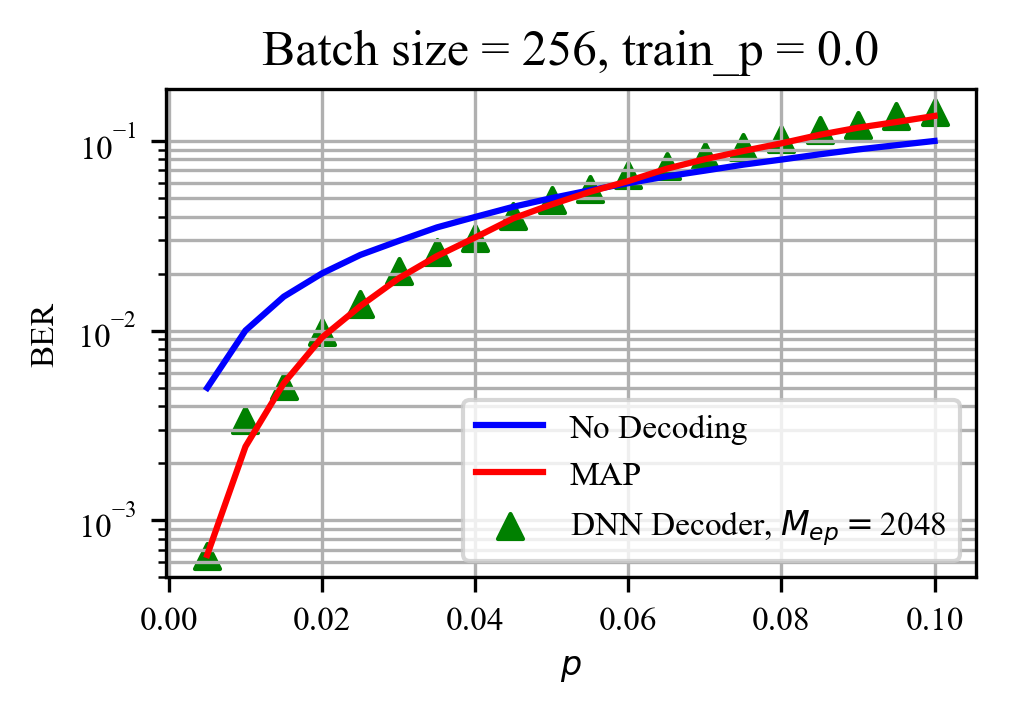 Batch size = 256, train_p = 0.0
10⁻¹
10⁻²
10⁻³
BER
No Decoding
MAP
DNN Decoder, Mₑₚ = 2048
0.00 0.02 0.04 0.06 0.08 0.10
p